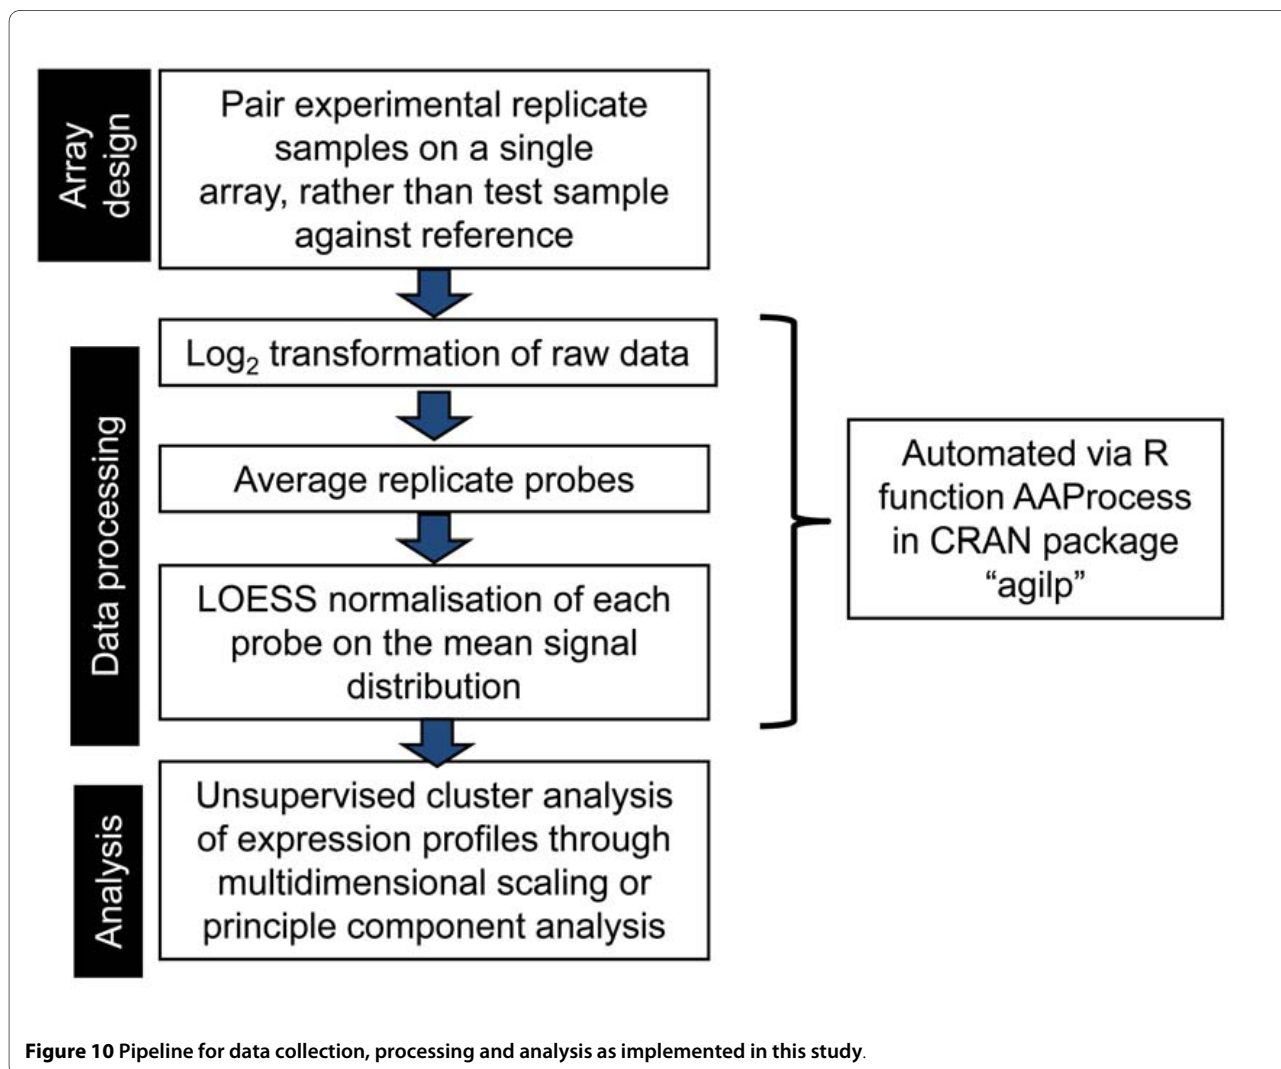 Array
design
Pair experimental replicate
samples on a single
array, rather than test sample
against reference
Data processing
Log₂ transformation of raw data
Average replicate probes
LOESS normalisation of each
probe on the mean signal
distribution
Automated via R
function AAProcess
in CRAN package
“agilp”
Analysis
Unsupervised cluster analysis
of expression profiles through
multidimensional scaling or
principle component analysis
Figure 10 Pipeline for data collection, processing and analysis as implemented in this study.